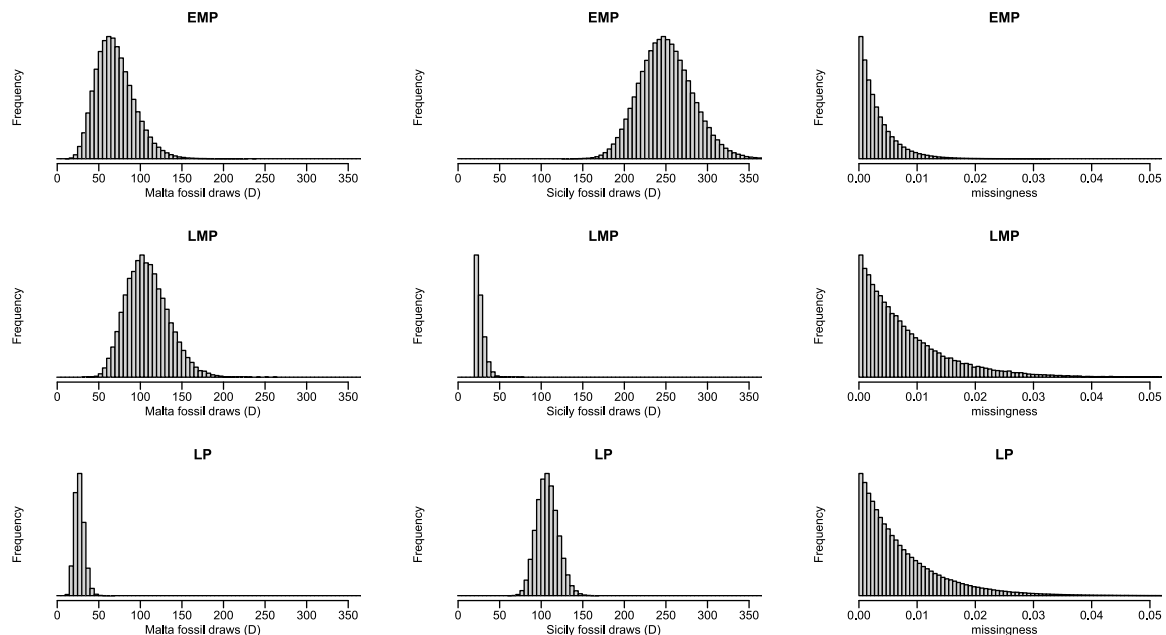 EMP
Frequency
0 50 100 150 200 250 300 350
Malta fossil draws (D)
EMP
Frequency
0 50 100 150 200 250 300 350
Sicily fossil draws (D)
EMP
Frequency
0.00 0.01 0.02 0.03 0.04 0.05
missingness
LMP
Frequency
0 50 100 150 200 250 300 350
Malta fossil draws (D)
LMP
Frequency
0 50 100 150 200 250 300 350
Sicily fossil draws (D)
LMP
Frequency
0.00 0.01 0.02 0.03 0.04 0.05
missingness
LP
Frequency
0 50 100 150 200 250 300 350
Malta fossil draws (D)
LP
Frequency
0 50 100 150 200 250 300 350
Sicily fossil draws (D)
LP
Frequency
0.00 0.01 0.02 0.03 0.04 0.05
missingness